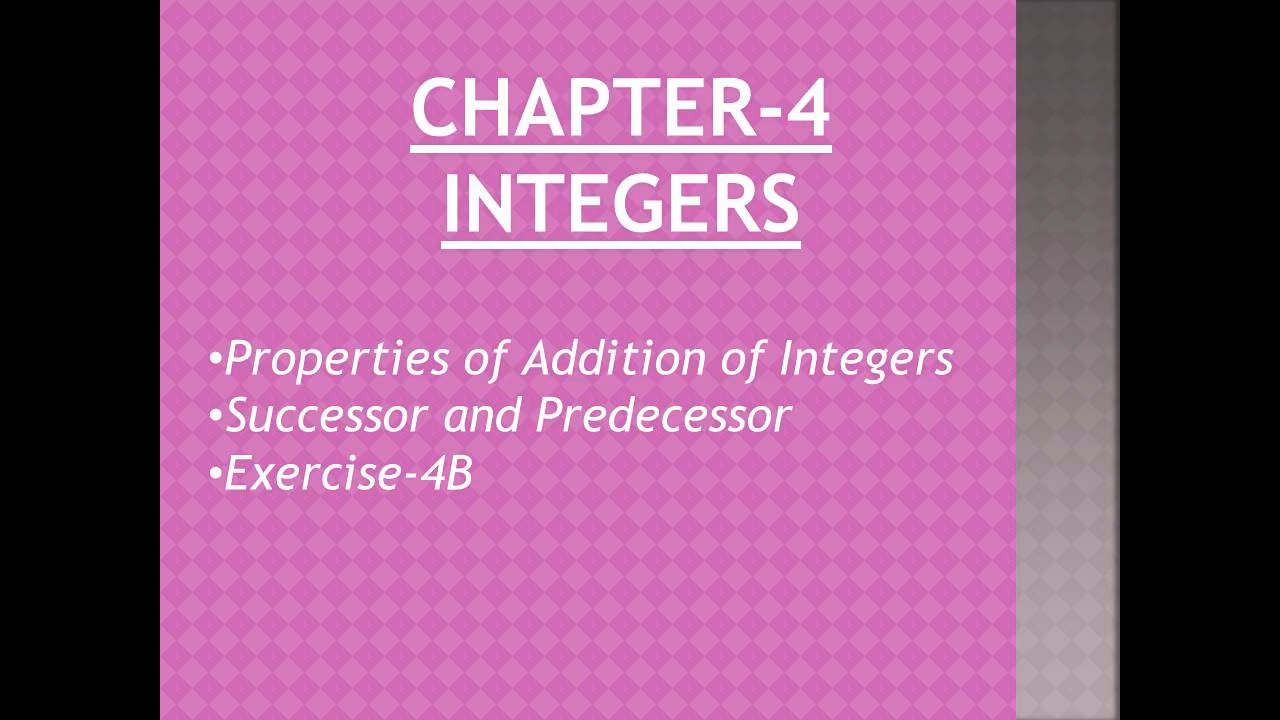 CHAPTER-4
INTEGERS
•Properties of Addition of Integers
•Successor and Predecessor
•Exercise-4B